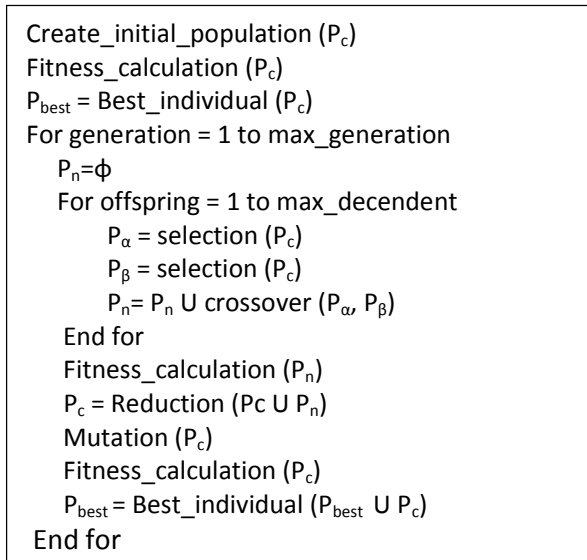 Create_initial_population (Pc)
Fitness_calculation (Pc)
Pbest = Best_individual (Pc)
For generation = 1 to max_generation
Pn=ϕ
For offspring = 1 to max_decendent
Pα = selection (Pc)
Pβ = selection (Pc)
Pn= Pn U crossover (Pα, Pβ)
End for
Fitness_calculation (Pn)
Pc = Reduction (Pc U Pn)
Mutation (Pc)
Fitness_calculation (Pc)
Pbest = Best_individual (Pbest U Pc)
End for